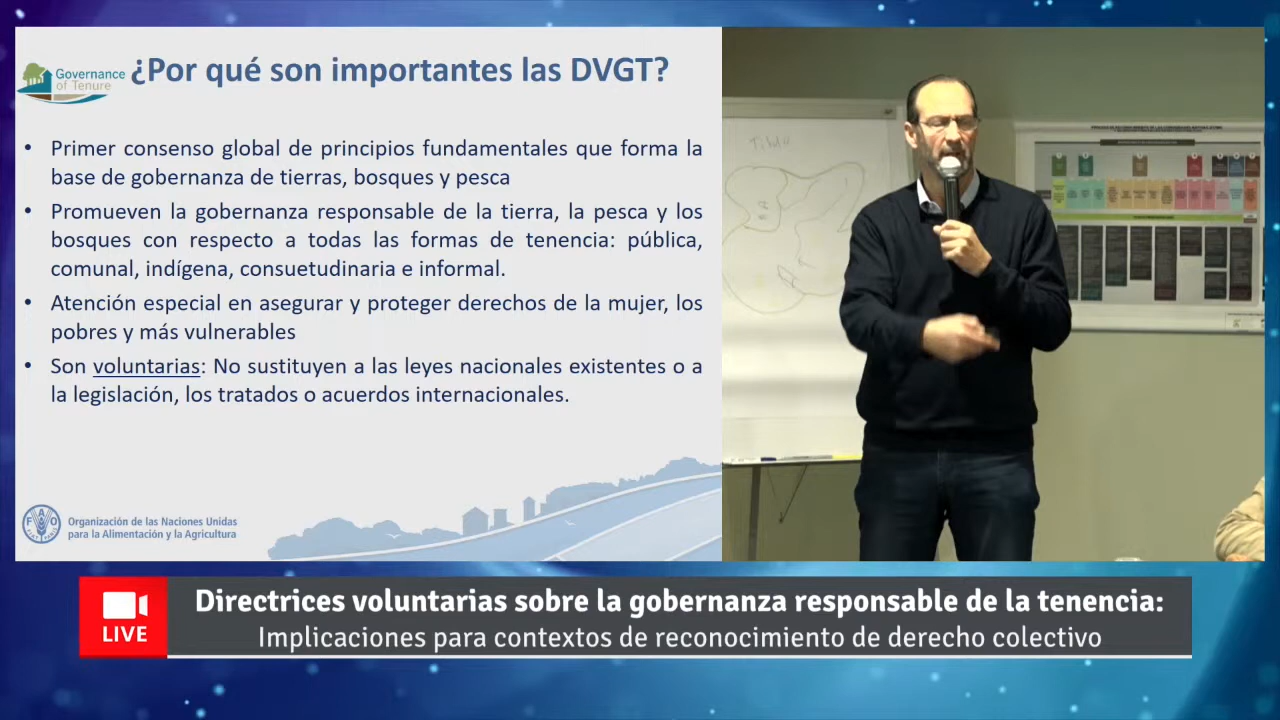 Governance
of Tenure
¿Por qué son importantes las DVGT?
• Primer consenso global de principios fundamentales que forma la
base de gobernanza de tierras, bosques y pesca
• Promueven la gobernanza responsable de la tierra, la pesca y los
bosques con respecto a todas las formas de tenencia: pública,
comunal, indígena, consuetudinaria e informal.
• Atención especial en asegurar y proteger derechos de la mujer, los
pobres y más vulnerables
• Son voluntarias: No sustituyen a las leyes nacionales existentes o a
la legislación, los tratados o acuerdos internacionales.
FAO
Organización de las Naciones Unidas
para la Alimentación y la Agricultura
LIVE
Directrices voluntarias sobre la gobernanza responsable de la tenencia:
Implicaciones para contextos de reconocimiento de derecho colectivo